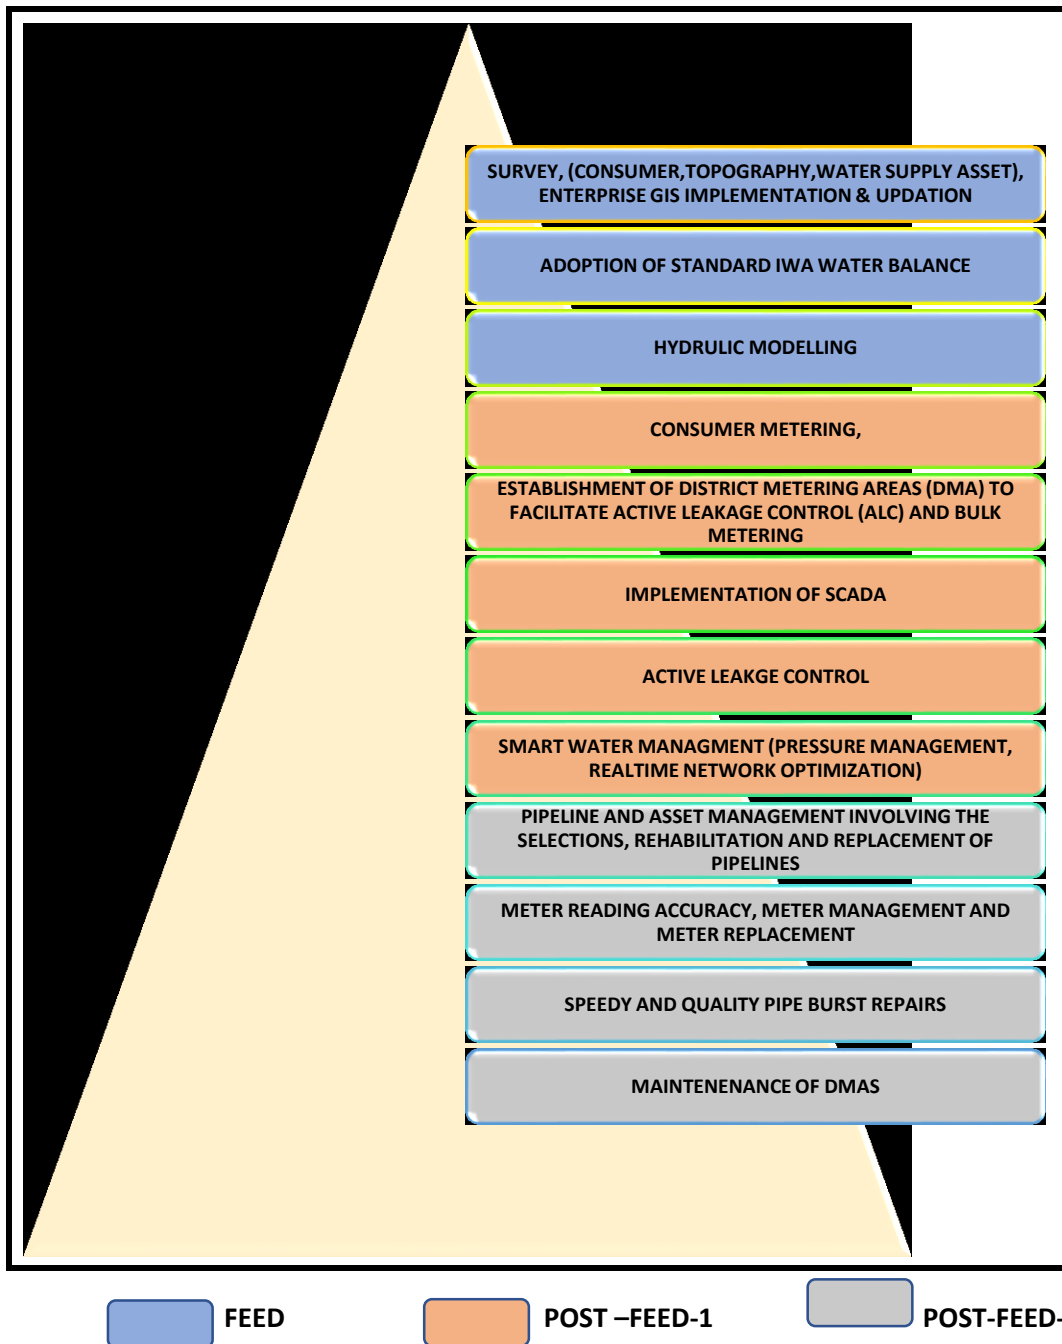 SURVEY, (CONSUMER,TOPOGRAPHY,WATER SUPPLY ASSET),
ENTERPRISE GIS IMPLEMENTATION & UPDATION
ADOPTION OF STANDARD IWA WATER BALANCE
HYDRULIC MODELLING
CONSUMER METERING,
ESTABLISHMENT OF DISTRICT METERING AREAS (DMA) TO
FACILITATE ACTIVE LEAKAGE CONTROL (ALC) AND BULK
METERING
IMPLEMENTATION OF SCADA
ACTIVE LEAKGE CONTROL
SMART WATER MANAGMENT (PRESSURE MANAGEMENT,
REALTIME NETWORK OPTIMIZATION)
PIPELINE AND ASSET MANAGEMENT INVOLVING THE
SELECTIONS, REHABILITATION AND REPLACEMENT OF
PIPELINES
METER READING ACCURACY, METER MANAGEMENT AND
METER REPLACEMENT
SPEEDY AND QUALITY PIPE BURST REPAIRS
MAINTENENANCE OF DMAS
FEED
POST –FEED-1
POST-FEED-